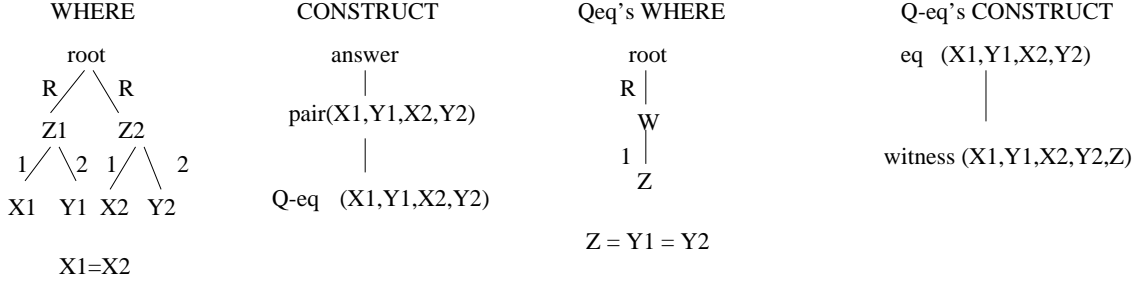 WHERE
root
R R
Z1 Z2
1 2 1 2
X1 Y1 X2 Y2
X1=X2
CONSTRUCT
answer
pair(X1,Y1,X2,Y2)
Q-eq (X1,Y1,X2,Y2)
Qeq's WHERE
root
R
W
1
Z
Z = Y1 = Y2
Q-eq's CONSTRUCT
eq (X1,Y1,X2,Y2)
witness (X1,Y1,X2,Y2,Z)